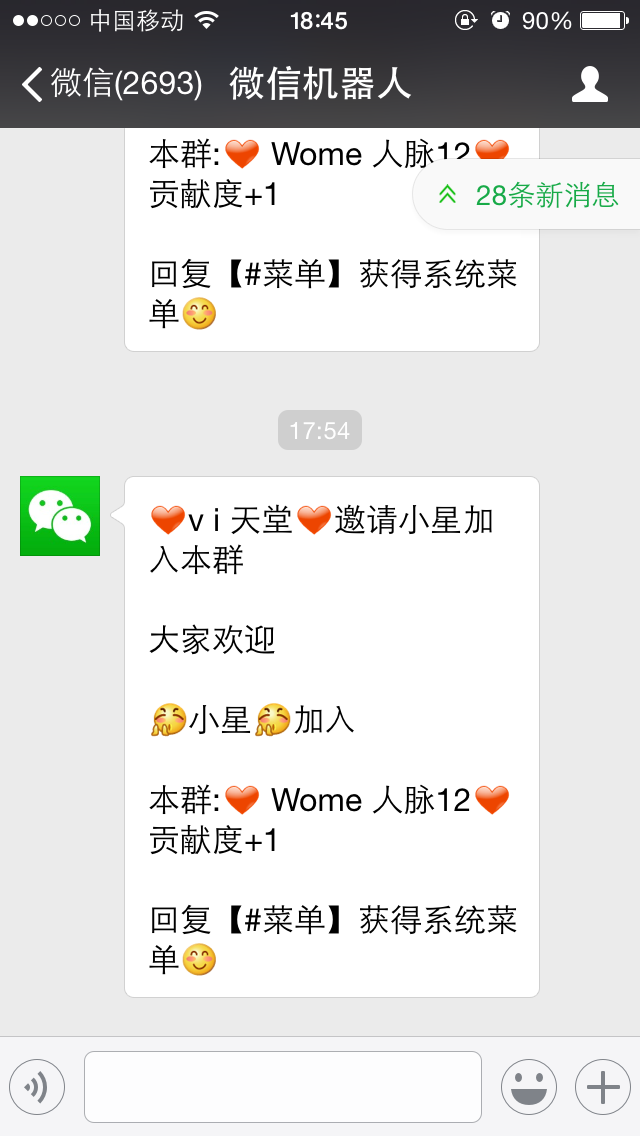 中国移动 18:45 90%
微信(2693) 微信机器人
本群:❤ Wome 人脉12❤
贡献度+1
28条新消息
回复【#菜单】获得系统菜
单😊
17:54
❤v i 天堂❤邀请小星加
入本群
大家欢迎
小星加入
本群:❤ Wome 人脉12❤
贡献度+1
回复【#菜单】获得系统菜
单😊